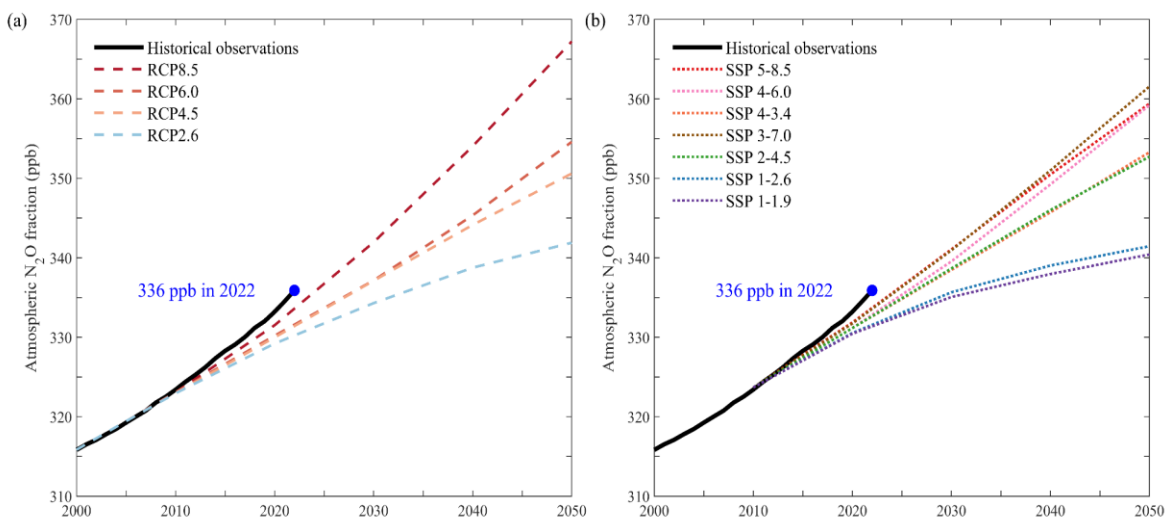 (a)
Atmospheric N₂O fraction (ppb)
370
360
350
340
330
320
310
Historical observations
RCP8.5
RCP6.0
RCP4.5
RCP2.6
336 ppb in 2022
2000
2010
2020
2030
2040
2050
(b)
Atmospheric N₂O fraction (ppb)
370
360
350
340
330
320
310
Historical observations
SSP 5-8.5
SSP 4-6.0
SSP 4-3.4
SSP 3-7.0
SSP 2-4.5
SSP 1-2.6
SSP 1-1.9
336 ppb in 2022
2000
2010
2020
2030
2040
2050